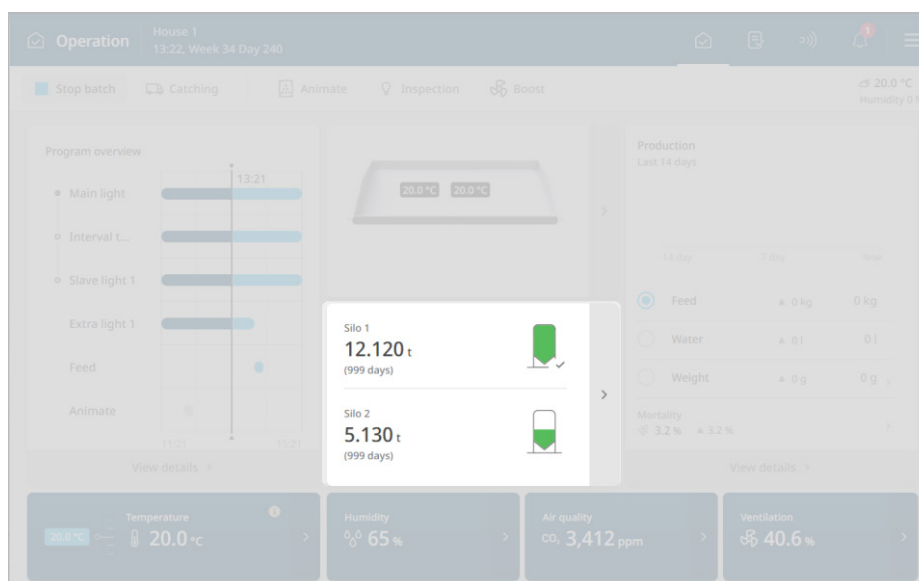 Operation
House 1
13:22, Week 34 Day 240
1
Stop batch
Catching
Animate
Inspection
Boost
20.0 °C
Humidity 0
Program overview
13:21
Main light
Interval t...
Slave light 1
Extra light 1
Feed
Animate
11:21
15:21
View details
20.0 °C 20.0 °C
Silo 1
12.120 t
(999 days)
Silo 2
5.130 t
(999 days)
Production
Last 14 days
-14 day
-7 day
Now
Feed 0 kg 0 kg
Water 0 l 0 l
Weight 0 g 0 g
Mortality
3.2 % 3.2 %
View details
Temperature
20.0 °C 20.0 °C
Humidity
65 %
Air quality
CO₂ 3,412 ppm
Ventilation
40.6 %